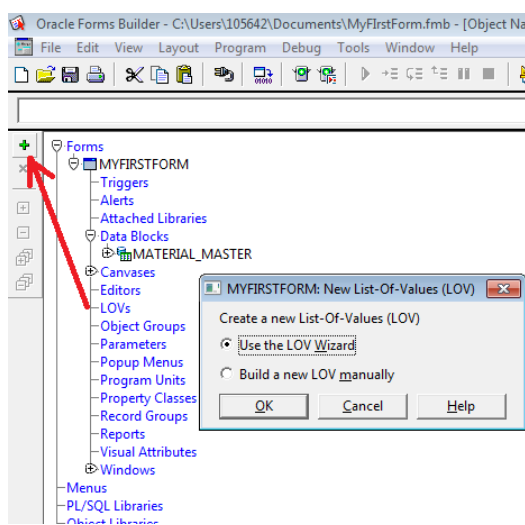 Oracle Forms Builder - C:\Users\105642\Documents\MyFIrstForm.fmb - [Object Na
File Edit View Layout Program Debug Tools Window Help
Forms
MYFIRSTFORM
Triggers
Alerts
Attached Libraries
Data Blocks
MATERIAL_MASTER
Canvases
Editors
LOVs
Object Groups
Parameters
Popup Menus
Program Units
Property Classes
Record Groups
Reports
Visual Attributes
Windows
Menus
PL/SQL Libraries
Object Libraries
MYFIRSTFORM: New List-Of-Values (LOV)
Create a new List-Of-Values (LOV)
Use the LOV Wizard
Build a new LOV manually
OK Cancel Help